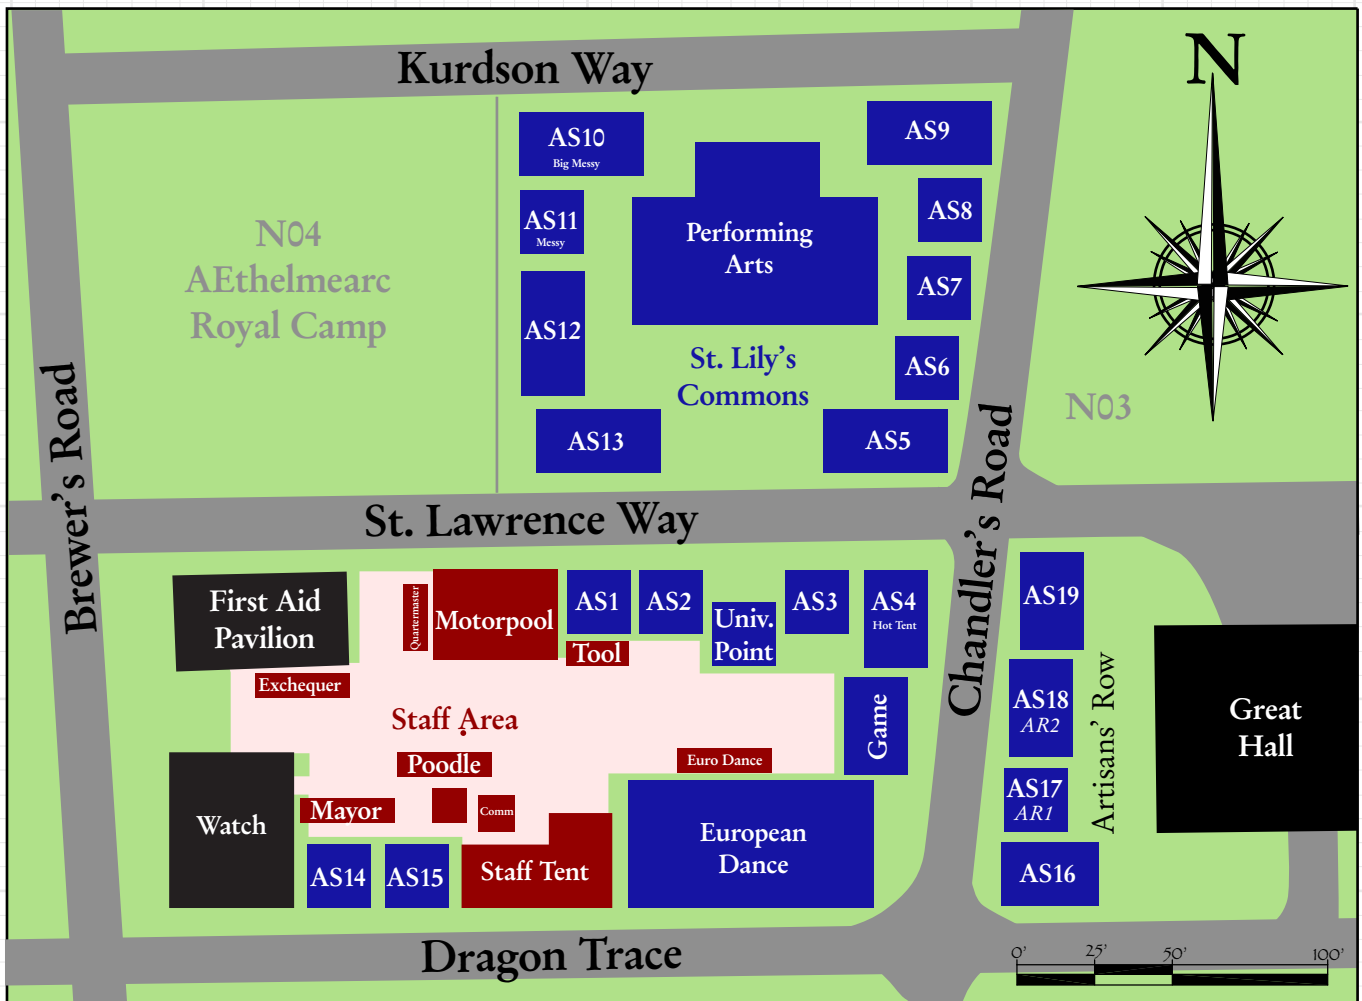 N
Kurdson Way
AS10
Big Messy
AS9
AS11
Messy
AS8
N04
AEthelmearc
Royal Camp
Performing
Arts
AS7
AS12
St. Lily's
Commons
AS6
N03
AS13
AS5
Brewer's Road
St. Lawrence Way
Chandler's Road
First Aid
Pavilion
Quartermaster
Motorpool
AS1
AS2
Univ.
Point
AS3
AS4
Hot Tent
AS19
Tool
Exchequer
Staff Area
Game
AS18
AR2
Artisans' Row
Great
Hall
Poodle
Euro Dance
AS17
AR1
Watch
Mayor
Comm
European
Dance
AS14
AS15
Staff Tent
AS16
Dragon Trace
0' 25' 50' 100'